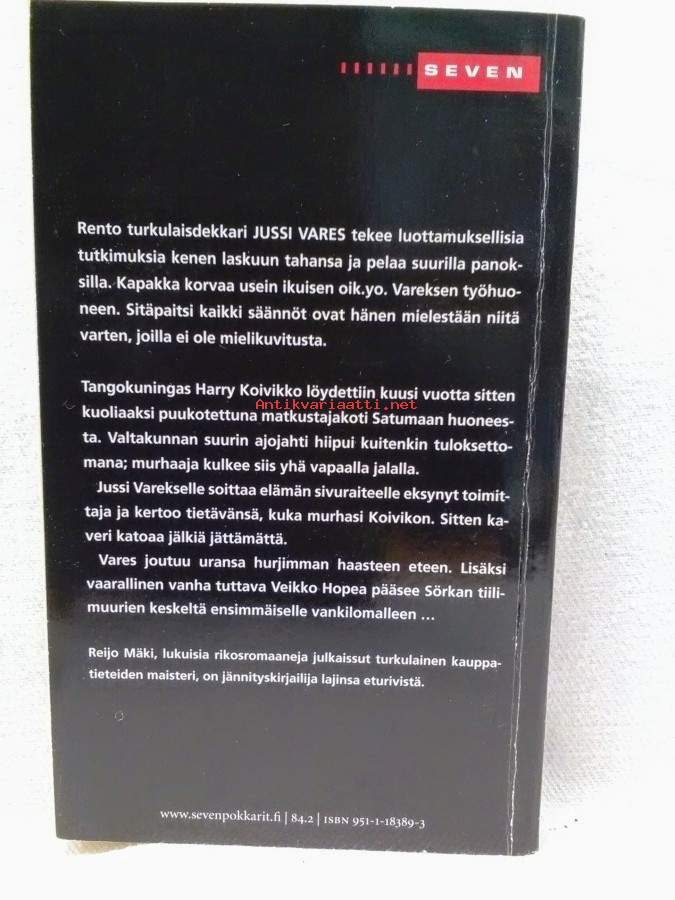 SEVEN
Rento turkulaisdekkari JUSSI VARES tekee luottamuksellisia
tutkimuksia kenen laskuun tahansa ja pelaa suurilla panok-
silla. Kapakka korvaa usein ikuisen oik.yo. Vareksen työhuo-
neen. Sitäpaitsi kaikki säännöt ovat hänen mielestään niitä
varten, joilla ei ole mielikuvitusta.
Tangokuningas Harry Koivikko löydettiin kuusi vuotta sitten
Antikvariaatti.net
kuoliaaksi puukotettuna matkustajakoti Satumaan huonees-
ta. Valtakunnan suurin ajojahti hiipui kuitenkin tuloksetto-
mana; murhaaja kulkee siis yhä vapaalla jalalla.
Jussi Varekselle soittaa elämän sivuraiteelle eksynyt toimit-
taja ja kertoo tietävänsä, kuka murhasi Koivikon. Sitten ka-
veri katoaa jälkiä jättämättä.
Vares joutuu uransa hurjimman haasteen eteen. Lisäksi
vaarallinen vanha tuttava Veikko Hopea pääsee Sörkan tiili-
muurien keskeltä ensimmäiselle vankilomalleen ...
Reijo Mäki, lukuisia rikosromaaneja julkaissut turkulainen kauppa-
tieteiden maisteri, on jännityskirjailija lajinsa eturivistä.
www.sevenpokkarit.fi | 84.2 | ISBN 951-1-18389-3